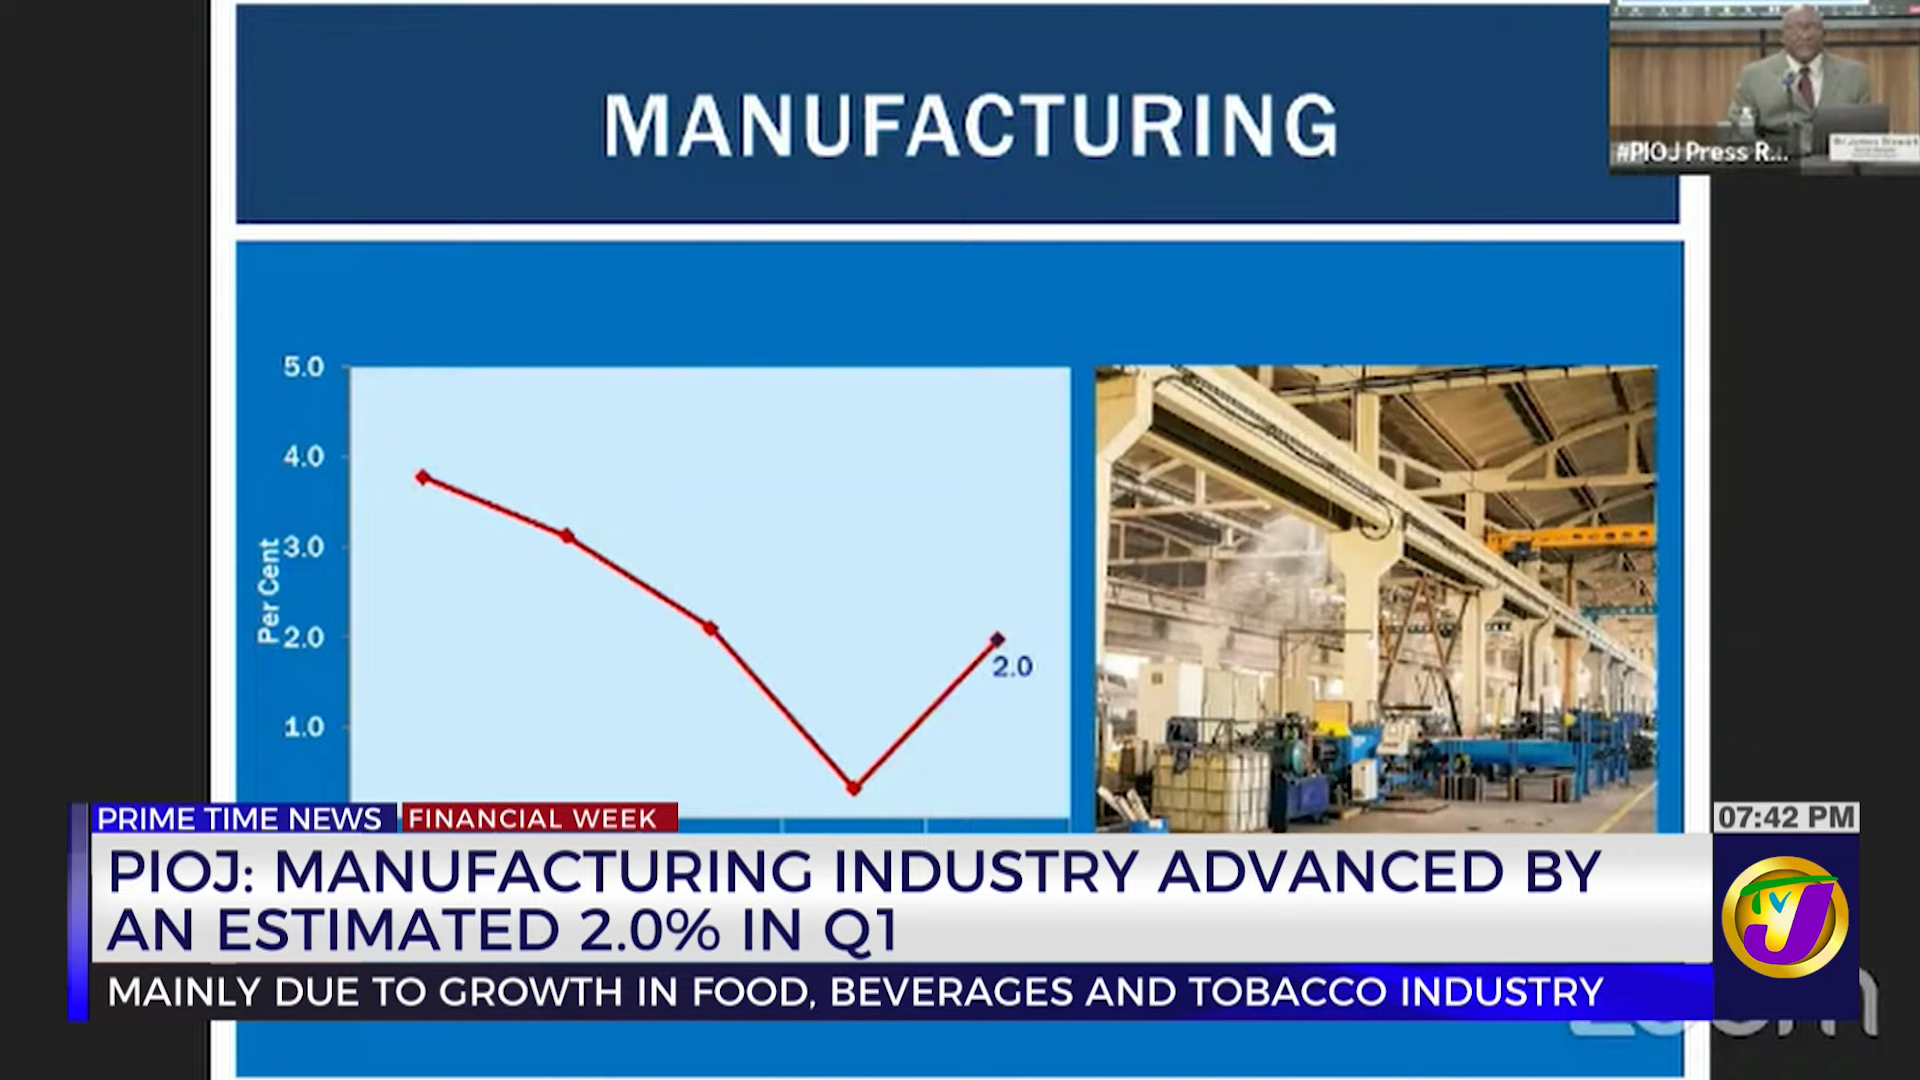 MANUFACTURING
#PIOJ Press R...
5.0
4.0
3.0
2.0
1.0
Per Cent
2.0
PRIME TIME NEWS
FINANCIAL WEEK
07:42 PM
PIOJ: MANUFACTURING INDUSTRY ADVANCED BY
AN ESTIMATED 2.0% IN Q1
MAINLY DUE TO GROWTH IN FOOD, BEVERAGES AND TOBACCO INDUSTRY
TVJ
zoom